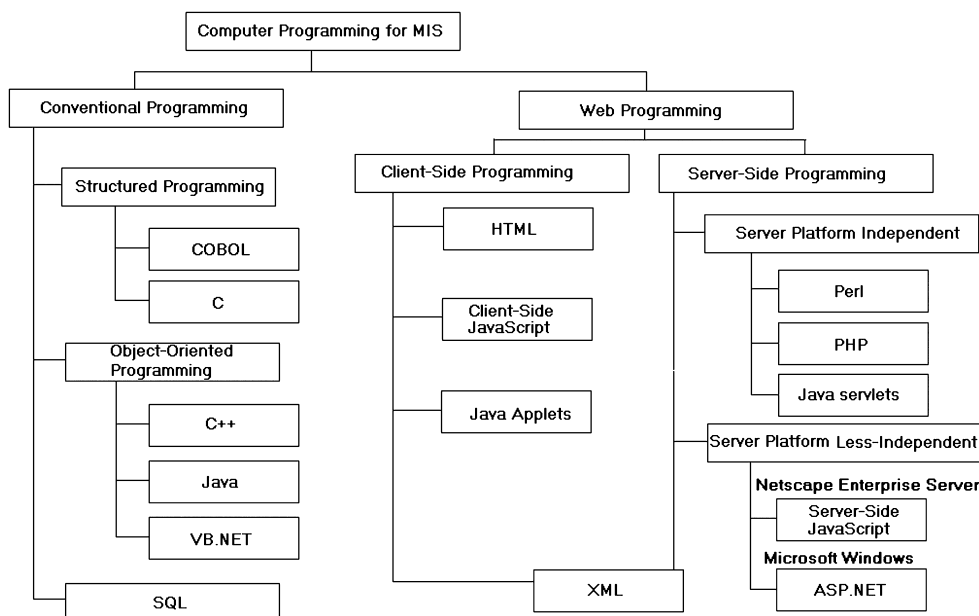 Computer Programming for MIS
Conventional Programming
Web Programming
Structured Programming
Client-Side Programming
Server-Side Programming
COBOL
C
HTML
Server Platform Independent
Perl
Client-Side
JavaScript
PHP
Object-Oriented
Programming
Java Applets
Java servlets
C++
Server Platform Less-Independent
Java
Netscape Enterprise Server
Server-Side
JavaScript
VB.NET
Microsoft Windows
SQL
XML
ASP.NET